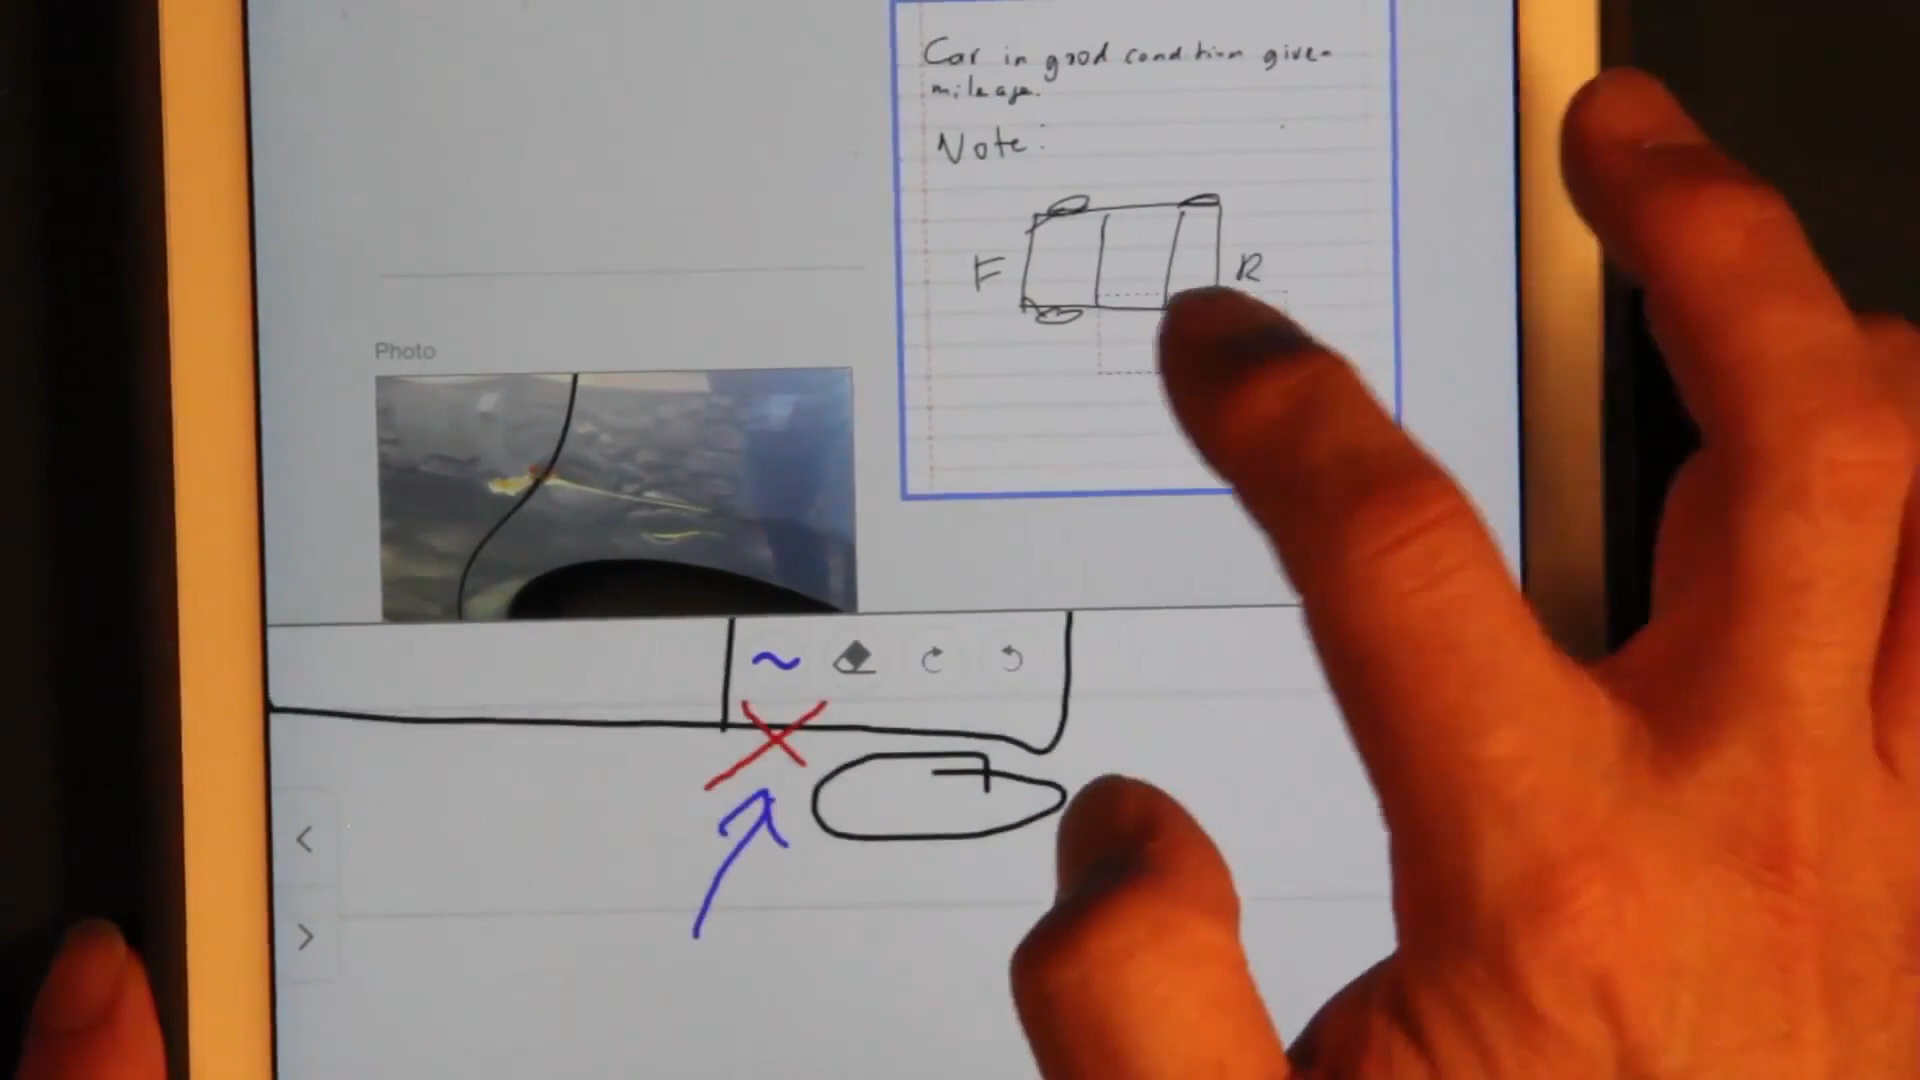 Car in good condition given
mileage.
Note:
F
R
Photo